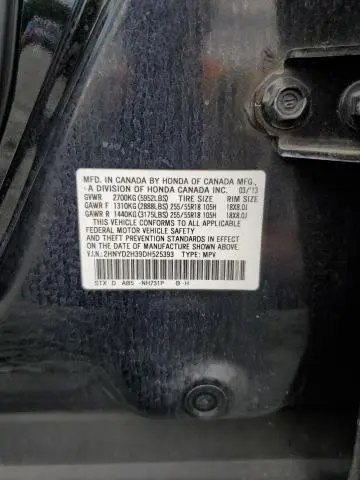 MFD. IN CANADA BY HONDA OF CANADA MFG.,
- A DIVISION OF HONDA CANADA INC. 03/13
GVWR 2700KG (5952LBS) TIRE SIZE RIM SIZE
GAWR F 1310KG (2888LBS) 255/55R18 105H 18X8.0J
GAWR R 1440KG (3175LBS) 255/55R18 105H 18X8.0J
THIS VEHICLE CONFORMS TO ALL APPLICABLE
FEDERAL MOTOR VEHICLE SAFETY
AND THEFT PREVENTION STANDARDS IN EFFECT
ON THE DATE OF MANUFACTURE SHOWN ABOVE.
V.I.N.:2HNYD2H39DH525393 TYPE: MPV
STX D AB5 -NH731P B -H